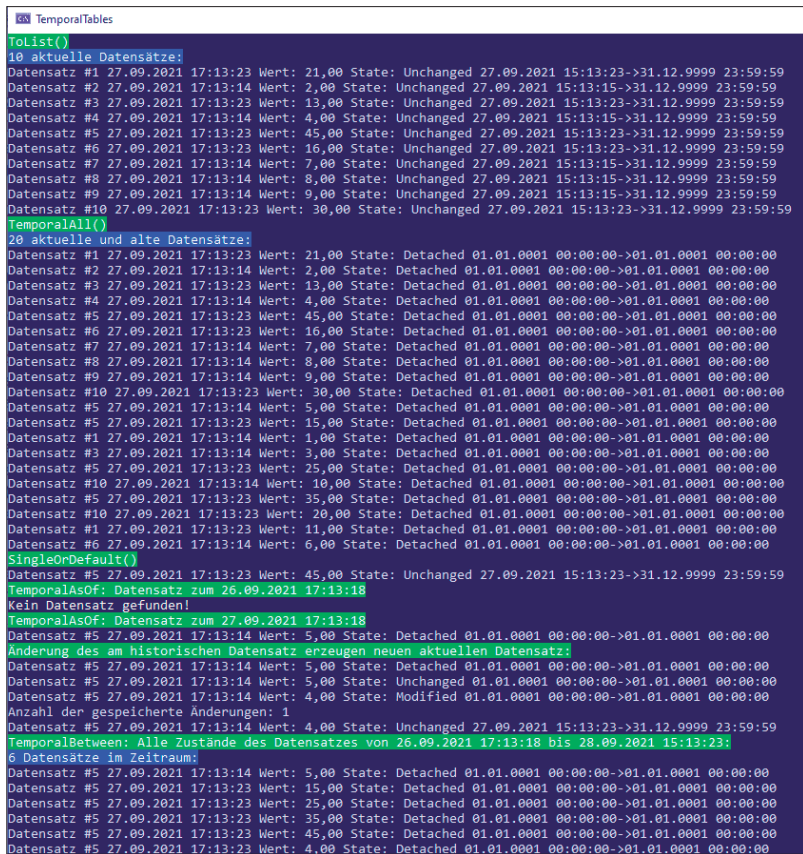 TemporalTables
ToList()
10 aktuelle Datensätze:
Datensatz #1 27.09.2021 17:13:23 Wert: 21,00 State: Unchanged 27.09.2021 15:13:23->31.12.9999 23:59:59
Datensatz #2 27.09.2021 17:13:14 Wert: 2,00 State: Unchanged 27.09.2021 15:13:15->31.12.9999 23:59:59
Datensatz #3 27.09.2021 17:13:23 Wert: 13,00 State: Unchanged 27.09.2021 15:13:23->31.12.9999 23:59:59
Datensatz #4 27.09.2021 17:13:14 Wert: 4,00 State: Unchanged 27.09.2021 15:13:15->31.12.9999 23:59:59
Datensatz #5 27.09.2021 17:13:23 Wert: 45,00 State: Unchanged 27.09.2021 15:13:23->31.12.9999 23:59:59
Datensatz #6 27.09.2021 17:13:23 Wert: 16,00 State: Unchanged 27.09.2021 15:13:23->31.12.9999 23:59:59
Datensatz #7 27.09.2021 17:13:14 Wert: 7,00 State: Unchanged 27.09.2021 15:13:15->31.12.9999 23:59:59
Datensatz #8 27.09.2021 17:13:14 Wert: 8,00 State: Unchanged 27.09.2021 15:13:15->31.12.9999 23:59:59
Datensatz #9 27.09.2021 17:13:14 Wert: 9,00 State: Unchanged 27.09.2021 15:13:15->31.12.9999 23:59:59
Datensatz #10 27.09.2021 17:13:23 Wert: 30,00 State: Unchanged 27.09.2021 15:13:23->31.12.9999 23:59:59
TemporalAll()
20 aktuelle und alte Datensätze:
Datensatz #1 27.09.2021 17:13:23 Wert: 21,00 State: Detached 01.01.0001 00:00:00->01.01.0001 00:00:00
Datensatz #2 27.09.2021 17:13:14 Wert: 2,00 State: Detached 01.01.0001 00:00:00->01.01.0001 00:00:00
Datensatz #3 27.09.2021 17:13:23 Wert: 13,00 State: Detached 01.01.0001 00:00:00->01.01.0001 00:00:00
Datensatz #4 27.09.2021 17:13:14 Wert: 4,00 State: Detached 01.01.0001 00:00:00->01.01.0001 00:00:00
Datensatz #5 27.09.2021 17:13:23 Wert: 45,00 State: Detached 01.01.0001 00:00:00->01.01.0001 00:00:00
Datensatz #6 27.09.2021 17:13:23 Wert: 16,00 State: Detached 01.01.0001 00:00:00->01.01.0001 00:00:00
Datensatz #7 27.09.2021 17:13:14 Wert: 7,00 State: Detached 01.01.0001 00:00:00->01.01.0001 00:00:00
Datensatz #8 27.09.2021 17:13:14 Wert: 8,00 State: Detached 01.01.0001 00:00:00->01.01.0001 00:00:00
Datensatz #9 27.09.2021 17:13:14 Wert: 9,00 State: Detached 01.01.0001 00:00:00->01.01.0001 00:00:00
Datensatz #10 27.09.2021 17:13:23 Wert: 30,00 State: Detached 01.01.0001 00:00:00->01.01.0001 00:00:00
Datensatz #5 27.09.2021 17:13:14 Wert: 5,00 State: Detached 01.01.0001 00:00:00->01.01.0001 00:00:00
Datensatz #5 27.09.2021 17:13:23 Wert: 15,00 State: Detached 01.01.0001 00:00:00->01.01.0001 00:00:00
Datensatz #1 27.09.2021 17:13:14 Wert: 1,00 State: Detached 01.01.0001 00:00:00->01.01.0001 00:00:00
Datensatz #3 27.09.2021 17:13:14 Wert: 3,00 State: Detached 01.01.0001 00:00:00->01.01.0001 00:00:00
Datensatz #5 27.09.2021 17:13:23 Wert: 25,00 State: Detached 01.01.0001 00:00:00->01.01.0001 00:00:00
Datensatz #10 27.09.2021 17:13:14 Wert: 10,00 State: Detached 01.01.0001 00:00:00->01.01.0001 00:00:00
Datensatz #5 27.09.2021 17:13:23 Wert: 35,00 State: Detached 01.01.0001 00:00:00->01.01.0001 00:00:00
Datensatz #10 27.09.2021 17:13:23 Wert: 20,00 State: Detached 01.01.0001 00:00:00->01.01.0001 00:00:00
Datensatz #1 27.09.2021 17:13:23 Wert: 11,00 State: Detached 01.01.0001 00:00:00->01.01.0001 00:00:00
Datensatz #6 27.09.2021 17:13:14 Wert: 6,00 State: Detached 01.01.0001 00:00:00->01.01.0001 00:00:00
SingleOrDefault()
Datensatz #5 27.09.2021 17:13:23 Wert: 45,00 State: Unchanged 27.09.2021 15:13:23->31.12.9999 23:59:59
TemporalAsOf: Datensatz zum 26.09.2021 17:13:18
Kein Datensatz gefunden!
TemporalAsOf: Datensatz zum 27.09.2021 17:13:18
Datensatz #5 27.09.2021 17:13:14 Wert: 5,00 State: Detached 01.01.0001 00:00:00->01.01.0001 00:00:00
Änderung des am historischen Datensatz erzeugen neuen aktuellen Datensatz:
Datensatz #5 27.09.2021 17:13:14 Wert: 5,00 State: Detached 01.01.0001 00:00:00->01.01.0001 00:00:00
Datensatz #5 27.09.2021 17:13:14 Wert: 5,00 State: Unchanged 01.01.0001 00:00:00->01.01.0001 00:00:00
Datensatz #5 27.09.2021 17:13:14 Wert: 4,00 State: Modified 01.01.0001 00:00:00->01.01.0001 00:00:00
Anzahl der gespeicherte Änderungen: 1
Datensatz #5 27.09.2021 17:13:14 Wert: 4,00 State: Unchanged 27.09.2021 15:13:23->31.12.9999 23:59:59
TemporalBetween: Alle Zustände des Datensatzes von 26.09.2021 17:13:18 bis 28.09.2021 15:13:23:
6 Datensätze im Zeitraum:
Datensatz #5 27.09.2021 17:13:14 Wert: 5,00 State: Detached 01.01.0001 00:00:00->01.01.0001 00:00:00
Datensatz #5 27.09.2021 17:13:23 Wert: 15,00 State: Detached 01.01.0001 00:00:00->01.01.0001 00:00:00
Datensatz #5 27.09.2021 17:13:23 Wert: 25,00 State: Detached 01.01.0001 00:00:00->01.01.0001 00:00:00
Datensatz #5 27.09.2021 17:13:23 Wert: 35,00 State: Detached 01.01.0001 00:00:00->01.01.0001 00:00:00
Datensatz #5 27.09.2021 17:13:23 Wert: 45,00 State: Detached 01.01.0001 00:00:00->01.01.0001 00:00:00
Datensatz #5 27.09.2021 17:13:23 Wert: 4,00 State: Detached 01.01.0001 00:00:00->01.01.0001 00:00:00